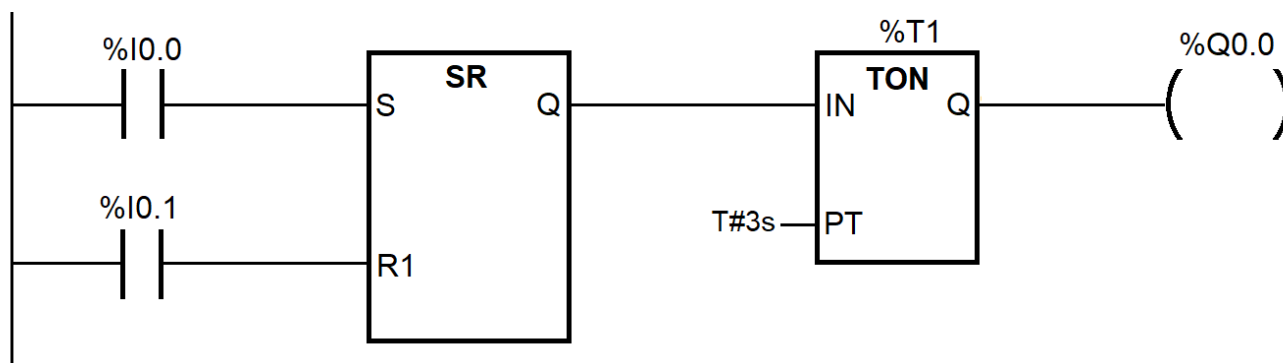 %I0.0
SR
S
Q
%I0.1
R1
%T1
TON
IN
Q
T#3s
PT
%Q0.0